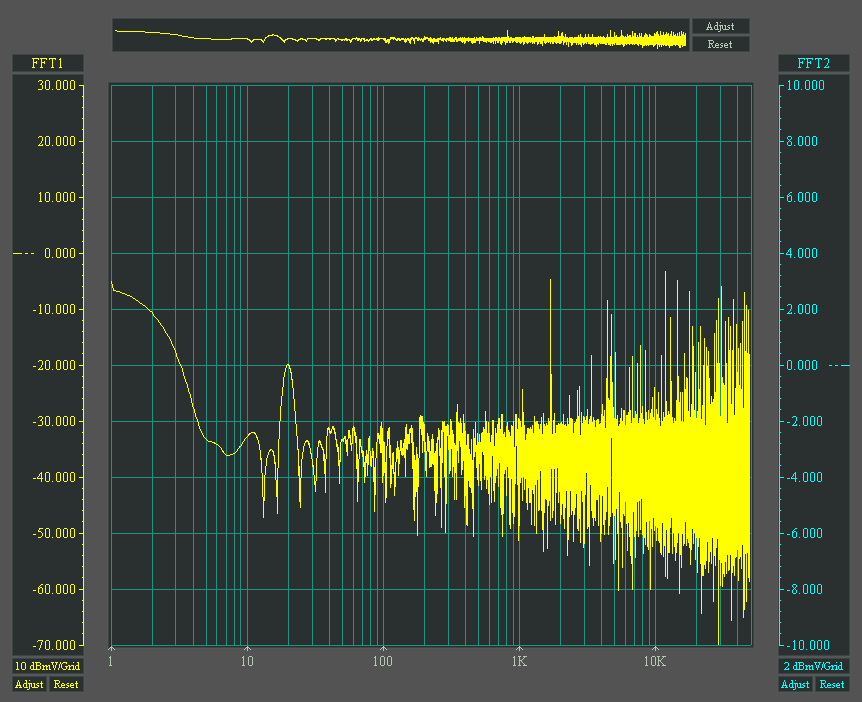 Adjust
Reset
FFT1
FFT2
30.000
10.000
20.000
8.000
10.000
6.000
0.000
4.000
-10.000
2.000
-20.000
0.000
-30.000
-2.000
-40.000
-4.000
-50.000
-6.000
-60.000
-8.000
-70.000
-10.000
1
10
100
1K
10K
10 dBmV/Grid
2 dBmV/Grid
Adjust Reset
Adjust Reset